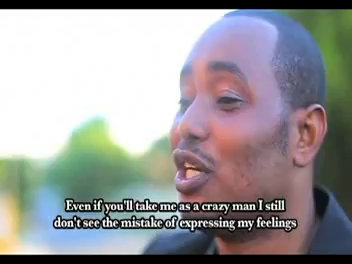 Even if you'll take me as a crazy man I still
don't see the mistake of expressing my feelings